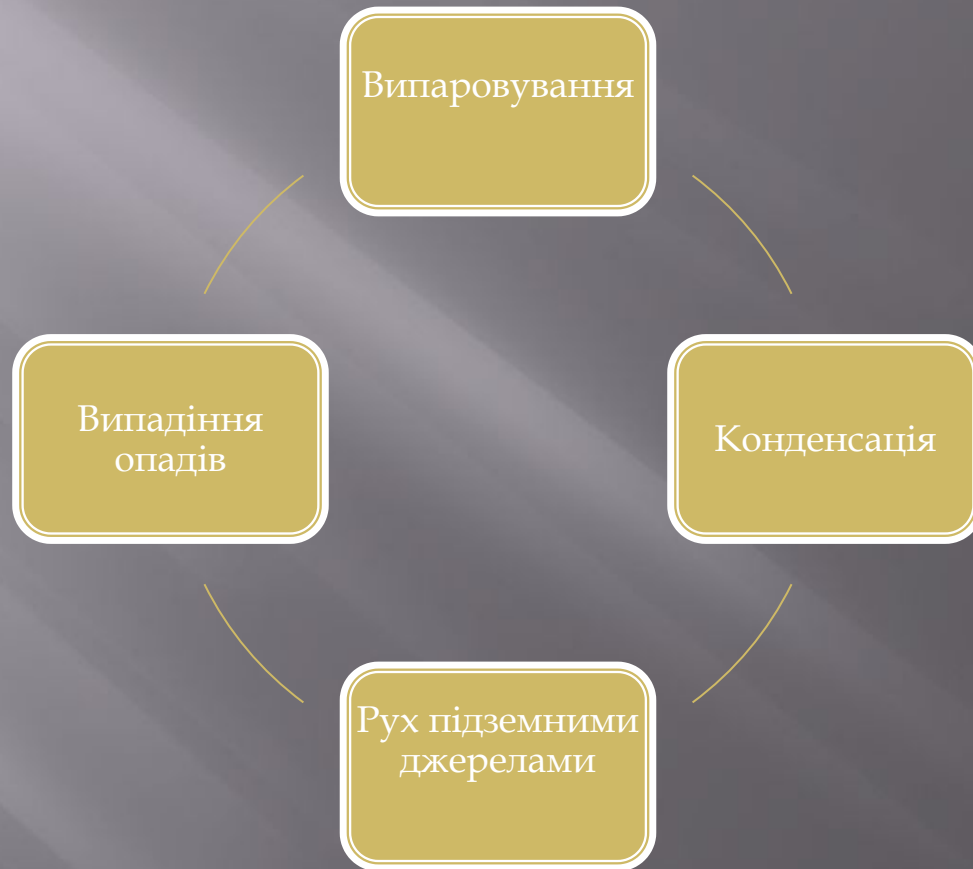 Випаровування
Випадіння
опадів
Конденсація
Рух підземними
джерелами